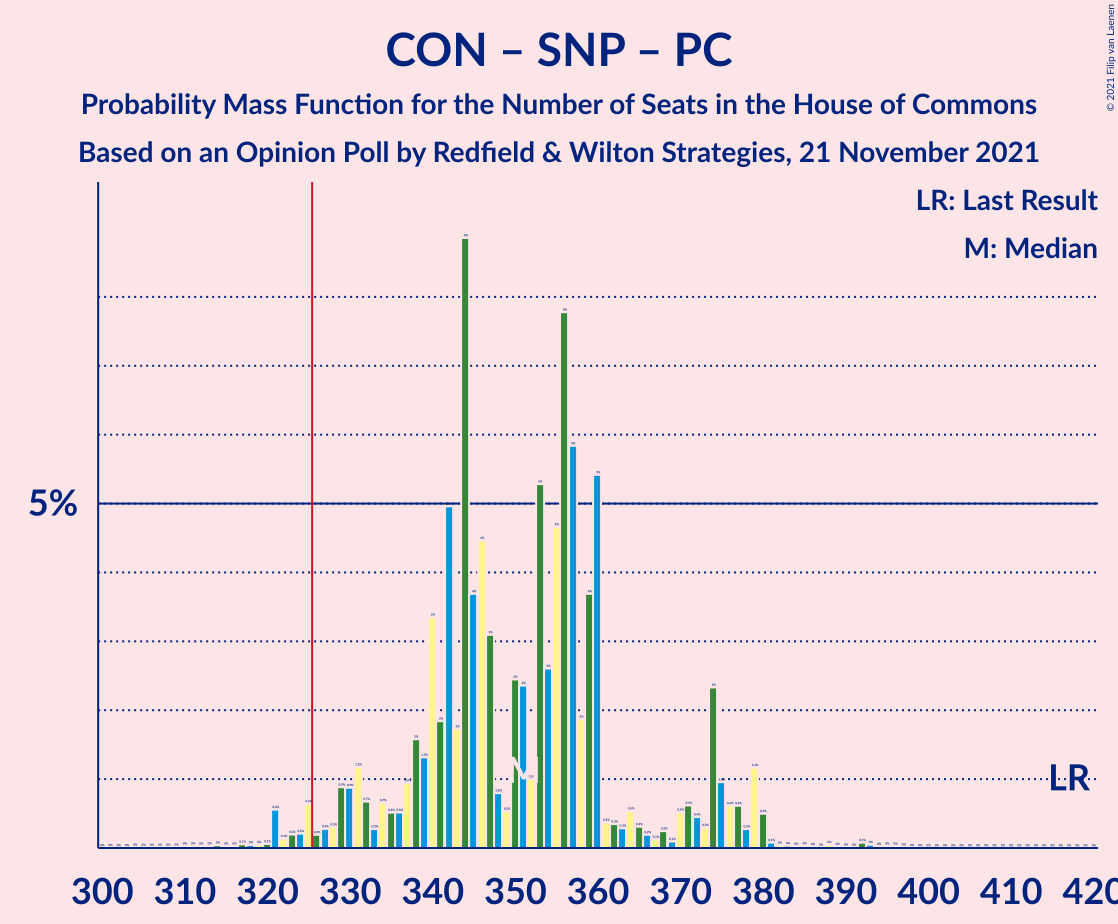 CON – SNP – PC
Probability Mass Function for the Number of Seats in the House of Commons
Based on an Opinion Poll by Redfield & Wilton Strategies, 21 November 2021
© 2021 Filip van Laenen
LR: Last Result
M: Median
5%
M
LR
300 310 320 330 340 350 360 370 380 390 400 410 420